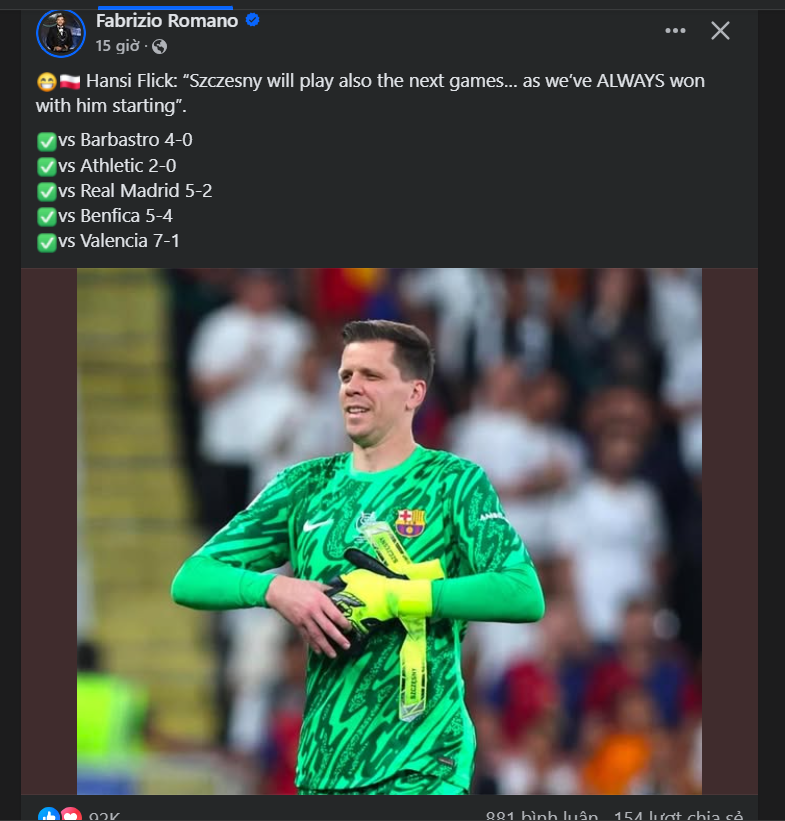 Fabrizio Romano
15 giờ ·
😁🇵🇱 Hansi Flick: “Szczesny will play also the next games... as we’ve ALWAYS won
with him starting”.
✅vs Barbastro 4-0
✅vs Athletic 2-0
✅vs Real Madrid 5-2
✅vs Benfica 5-4
✅vs Valencia 7-1
SZCZĘSNY
SZCZĘSNY
92K
881 bình luận 154 lượt chia sẻ